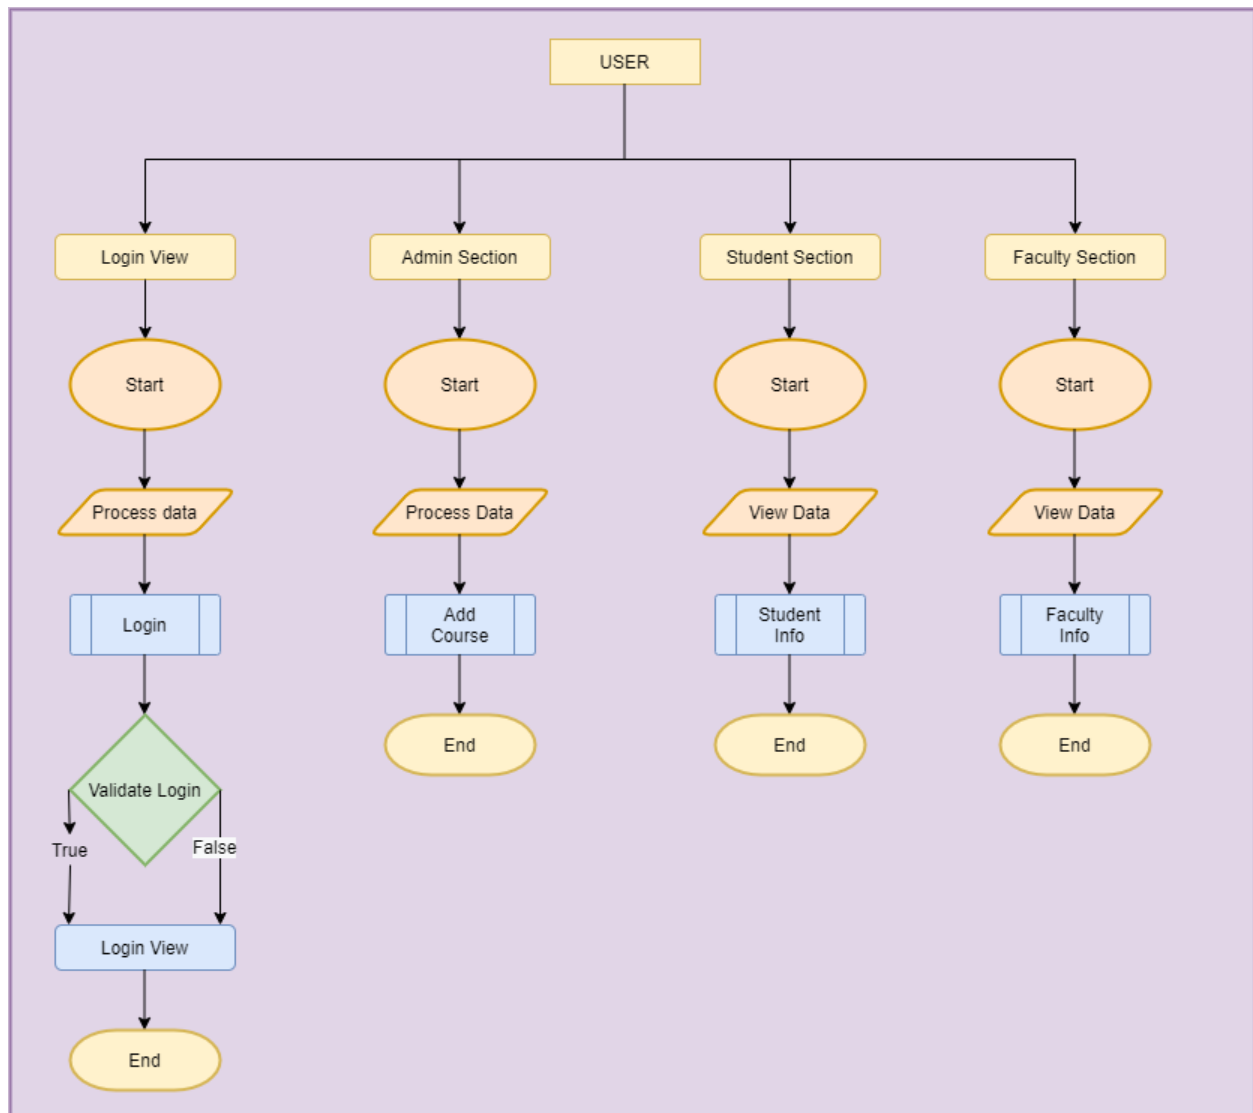 USER
Login View
Admin Section
Student Section
Faculty Section
Start
Start
Start
Start
Process data
Process Data
View Data
View Data
Login
Add
Course
Student
Info
Faculty
Info
End
End
End
Validate Login
True
False
Login View
End